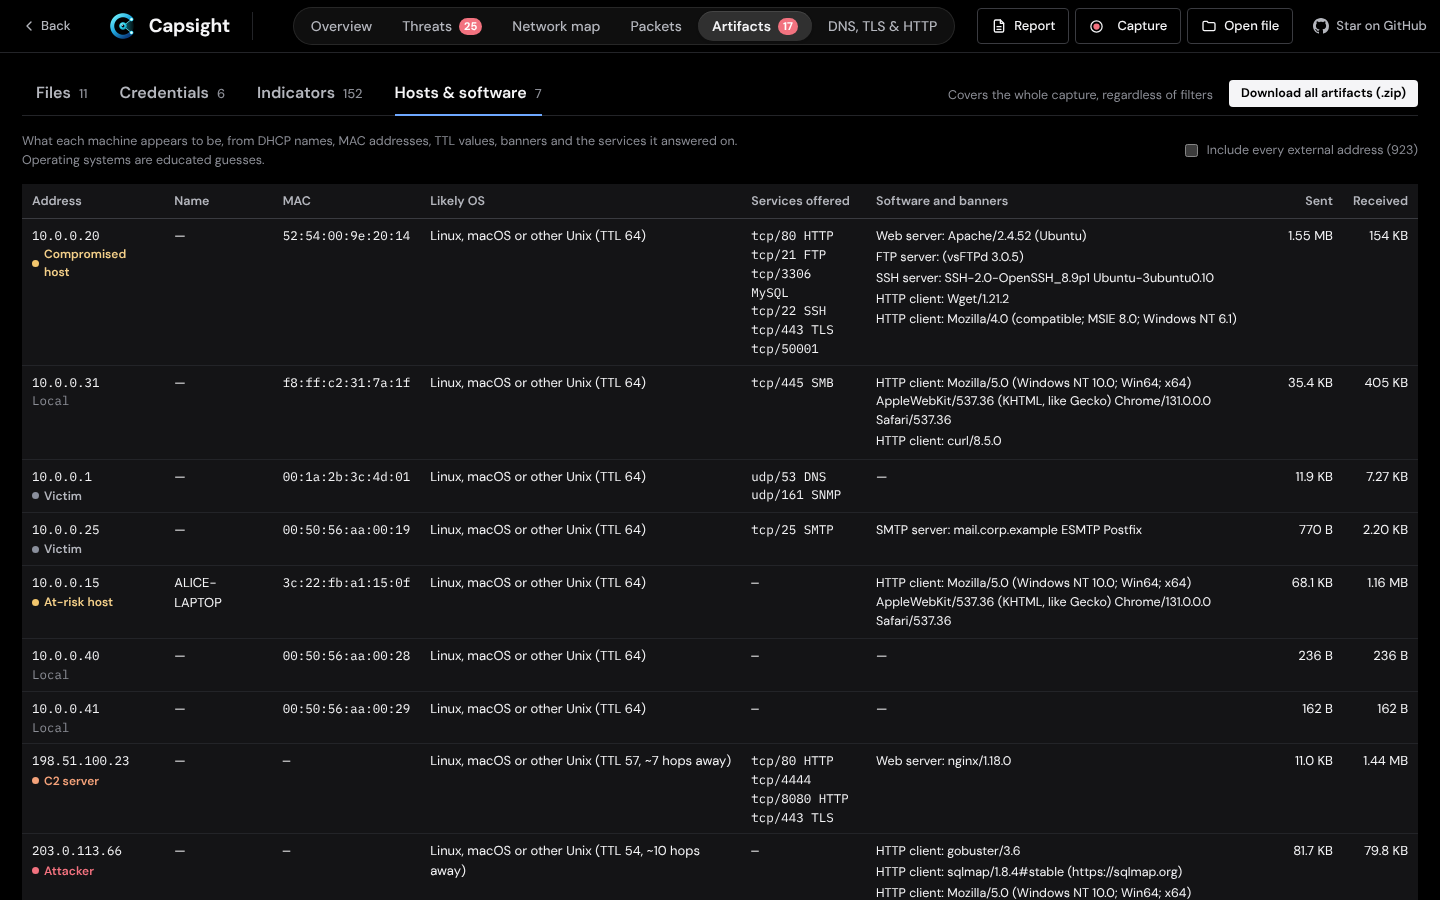 Back
Capsight
Overview
Threats 25
Network map
Packets
Artifacts 17
DNS, TLS & HTTP
Report
Capture
Open file
Star on GitHub
Files 11
Credentials 6
Indicators 152
Hosts & software 7
Covers the whole capture, regardless of filters
Download all artifacts (.zip)
What each machine appears to be, from DHCP names, MAC addresses, TTL values, banners and the services it answered on.
Operating systems are educated guesses.
Include every external address (923)
Address Name MAC Likely OS Services offered Software and banners Sent Received
10.0.0.20 — 52:54:00:9e:20:14 Linux, macOS or other Unix (TTL 64) tcp/80 HTTP Web server: Apache/2.4.52 (Ubuntu) 1.55 MB 154 KB
Compromised host
tcp/21 FTP
tcp/3306 MySQL
tcp/22 SSH
tcp/443 TLS
tcp/50001
FTP server: (vsFTPd 3.0.5)
SSH server: SSH-2.0-OpenSSH_8.9p1 Ubuntu-3ubuntu0.10
HTTP client: Wget/1.21.2
HTTP client: Mozilla/4.0 (compatible; MSIE 8.0; Windows NT 6.1)
10.0.0.31 — f8:ff:c2:31:7a:1f Linux, macOS or other Unix (TTL 64) tcp/445 SMB HTTP client: Mozilla/5.0 (Windows NT 10.0; Win64; x64) 35.4 KB 405 KB
Local
AppleWebKit/537.36 (KHTML, like Gecko) Chrome/131.0.0.0
Safari/537.36
HTTP client: curl/8.5.0
10.0.0.1 — 00:1a:2b:3c:4d:01 Linux, macOS or other Unix (TTL 64) udp/53 DNS — 11.9 KB 7.27 KB
Victim
udp/161 SNMP
10.0.0.25 — 00:50:56:aa:00:19 Linux, macOS or other Unix (TTL 64) tcp/25 SMTP SMTP server: mail.corp.example ESMTP Postfix 770 B 2.20 KB
Victim
10.0.0.15 ALICE- 3c:22:fb:a1:15:0f Linux, macOS or other Unix (TTL 64) — HTTP client: Mozilla/5.0 (Windows NT 10.0; Win64; x64) 68.1 KB 1.16 MB
At-risk host LAPTOP AppleWebKit/537.36 (KHTML, like Gecko) Chrome/131.0.0.0
Safari/537.36
10.0.0.40 — 00:50:56:aa:00:28 Linux, macOS or other Unix (TTL 64) — — 236 B 236 B
Local
10.0.0.41 — 00:50:56:aa:00:29 Linux, macOS or other Unix (TTL 64) — — 162 B 162 B
Local
198.51.100.23 — — Linux, macOS or other Unix (TTL 57, ~7 hops away) tcp/80 HTTP Web server: nginx/1.18.0 11.0 KB 1.44 MB
C2 server
tcp/4444
tcp/8080 HTTP
tcp/443 TLS
203.0.113.66 — — Linux, macOS or other Unix (TTL 54, ~10 hops — HTTP client: gobuster/3.6 81.7 KB 79.8 KB
Attacker away) HTTP client: sqlmap/1.8.4#stable (https://sqlmap.org)
HTTP client: Mozilla/5.0 (Windows NT 10.0; Win64; x64)